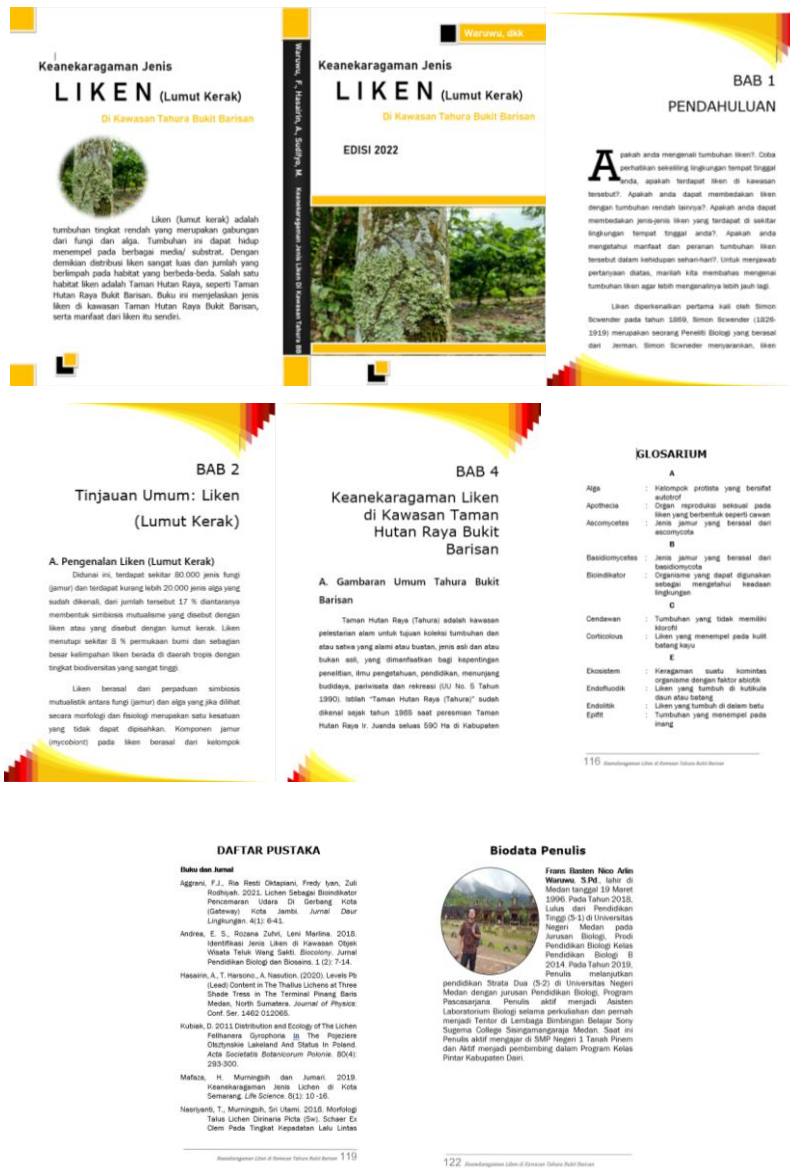 Keanekaragaman Jenis
LIKEN (Lumut Kerak)
Di Kawasan Tahura Bukit Barisan
Liken (lumut kerak) adalah
tumbuhan tingkat rendah yang merupakan gabungan
dari fungi dan alga. Tumbuhan ini dapat hidup
menempel pada berbagai media/ substrat. Dengan
demikian distribusi liken sangat luas dan jumlah yang
berlimpah pada habitat yang berbeda-beda. Salah satu
habitat liken adalah Taman Hutan Raya, seperti Taman
Hutan Raya Bukit Barisan. Buku ini menjelaskan jenis
liken di kawasan Taman Hutan Raya Bukit Barisan,
serta manfaat dari liken itu sendiri.
Waruwu, F., Hasairin, A., Sudibyo, M. Keanekaragaman Jenis Liken Di Kawasan Tahura BB
Waruwu, dkk
Keanekaragaman Jenis
LIKEN (Lumut Kerak)
Di Kawasan Tahura Bukit Barisan
EDISI 2022
BAB 1
PENDAHULUAN
Apakah anda mengenali tumbuhan liken?. Coba
perhatikan sekeliling lingkungan tempat tinggal
anda, apakah terdapat liken di kawasan
tersebut?. Apakah anda dapat membedakan liken
dengan tumbuhan rendah lainnya?. Apakah anda dapat
membedakan jenis-jenis liken yang terdapat di sekitar
lingkungan tempat tinggal anda?. Apakah anda
mengetahui manfaat dan peranan tumbuhan liken
tersebut dalam kehidupan sehari-hari?. Untuk menjawab
pertanyaan diatas, marilah kita membahas mengenai
tumbuhan liken agar lebih mengenalinya lebih jauh lagi.
Liken diperkenalkan pertama kali oleh Simon
Scwender pada tahun 1869, Simon Scwender (1826-
1919) merupakan seorang Peneliti Biologi yang berasal
dari Jerman. Simon Scwneder menyarankan, liken
BAB 2
Tinjauan Umum: Liken
(Lumut Kerak)
A. Pengenalan Liken (Lumut Kerak)
Didunai ini, terdapat sekitar 80.000 jenis fungi
(jamur) dan terdapat kurang lebih 20.000 jenis alga yang
sudah dikenali, dari jumlah tersebut 17 % diantaranya
membentuk simbiosis mutualisme yang disebut dengan
liken atau yang disebut dengan lumut kerak. Liken
menutupi sekitar 8 % permukaan bumi dan sebagian
besar kelimpahan liken berada di daerah tropis dengan
tingkat biodiversitas yang sangat tinggi.
Liken berasal dari perpaduan simbiosis
mutualistik antara fungi (jamur) dan alga yang jika dilihat
secara morfologi dan fisiologi merupakan satu kesatuan
yang tidak dapat dipisahkan. Komponen jamur
(mycobiont) pada liken berasal dari kelompok
BAB 4
Keanekaragaman Liken
di Kawasan Taman
Hutan Raya Bukit
Barisan
A. Gambaran Umum Tahura Bukit
Barisan
Taman Hutan Raya (Tahura) adalah kawasan
pelestarian alam untuk tujuan koleksi tumbuhan dan
atau satwa yang alami atau buatan, jenis asli dan atau
bukan asli, yang dimanfaatkan bagi kepentingan
penelitian, ilmu pengetahuan, pendidikan, menunjang
budidaya, pariwisata dan rekreasi (UU No. 5 Tahun
1990). Istilah "Taman Hutan Raya (Tahura)" sudah
dikenal sejak tahun 1985 saat peresmian Taman
Hutan Raya Ir. Juanda seluas 590 Ha di Kabupaten
GLOSARIUM
A
Alga : Kelompok protista yang bersifat
autotrof
Apothecia : Organ reproduksi seksual pada
liken yang berbentuk seperti cawan
Ascomycetes : Jenis jamur yang berasal dari
ascomycota
B
Basidiomycetes : Jenis jamur yang berasal dari
basidiomycota
Bioindikator : Organisme yang dapat digunakan
sebagai mengetahui keadaan
lingkungan
C
Cendawan : Tumbuhan yang tidak memiliki
klorofil
Corticolous : Liken yang menempel pada kulit
batang kayu
E
Ekosistem : Keragaman suatu komintas
organisme dengan faktor abiotik
Endofluodik : Liken yang tumbuh di kutikula
daun atau batang
Endolitik : Liken yang tumbuh di dalam batu
Epifit : Tumbuhan yang menempel pada
inang
116 Keanekaragaman Liken di Kawasan Tahura Bukit Barisan
DAFTAR PUSTAKA
Buku dan Jurnal
Aggrani, F.J., Ria Resti Oktapiani, Fredy Iyan, Zuli
Rodhiyah. 2021. Lichen Sebagai Bioindikator
Pencemaran Udara Di Gerbang Kota
(Gateway) Kota Jambi. Jurnal Daur
Lingkungan. 4(1): 6-41.
Andrea, E. S., Rozana Zuhri, Leni Marlina. 2018.
Identifikasi Jenis Liken di Kawasan Objek
Wisata Teluk Wang Sakti. Biocolony. Jurnal
Pendidikan Biologi dan Biosains. 1 (2): 7-14.
Hasairin, A., T. Harsono., A. Nasution. (2020). Levels Pb
(Lead) Content in The Thallus Lichens at Three
Shade Tress in The Terminal Pinang Baris
Medan, North Sumatera. Journal of Physics:
Conf. Ser. 1462 012065.
Kubiak, D. 2011 Distribution and Ecology of The Lichen
Fellhanera Gyrophoria In The Pojeziere
Olsztynskie Lakeland And Status In Poland.
Acta Societatis Botanicorum Polonie. 80(4):
293-300.
Mafaza, H. Murningsih dan Jumari. 2019.
Keanekaragaman Jenis Lichen di Kota
Semarang. Life Science. 8(1): 10 -16.
Nasriyanti, T., Murningsih, Sri Utami. 2018. Morfologi
Talus Lichen Dirinaria Picta (Sw). Schaer Ex
Clem Pada Tingkat Kepadatan Lalu Lintas
Keanekaragaman Liken di Kawasan Tahura Bukit Barisan 119
Biodata Penulis
Frans Basten Nico Arlin
Waruwu, S.Pd., lahir di
Medan tanggal 19 Maret
1996. Pada Tahun 2018,
Lulus dari Pendidikan
Tinggi (S-1) di Universitas
Negeri Medan pada
Jurusan Biologi, Prodi
Pendidikan Biologi Kelas
Pendidikan Biologi B
2014. Pada Tahun 2019,
Penulis melanjutkan
pendidikan Strata Dua (S-2) di Universitas Negeri
Medan dengan jurusan Pendidikan Biologi, Program
Pascasarjana. Penulis aktif menjadi Asisten
Laboratorium Biologi selama perkuliahan dan pernah
menjadi Tentor di Lembaga Bimbingan Belajar Sony
Sugema College Sisingamangaraja Medan. Saat ini
Penulis aktif mengajar di SMP Negeri 1 Tanah Pinem
dan Aktif menjadi pembimbing dalam Program Kelas
Pintar Kabupaten Dairi.
122 Keanekaragaman Liken di Kawasan Tahura Bukit Barisan